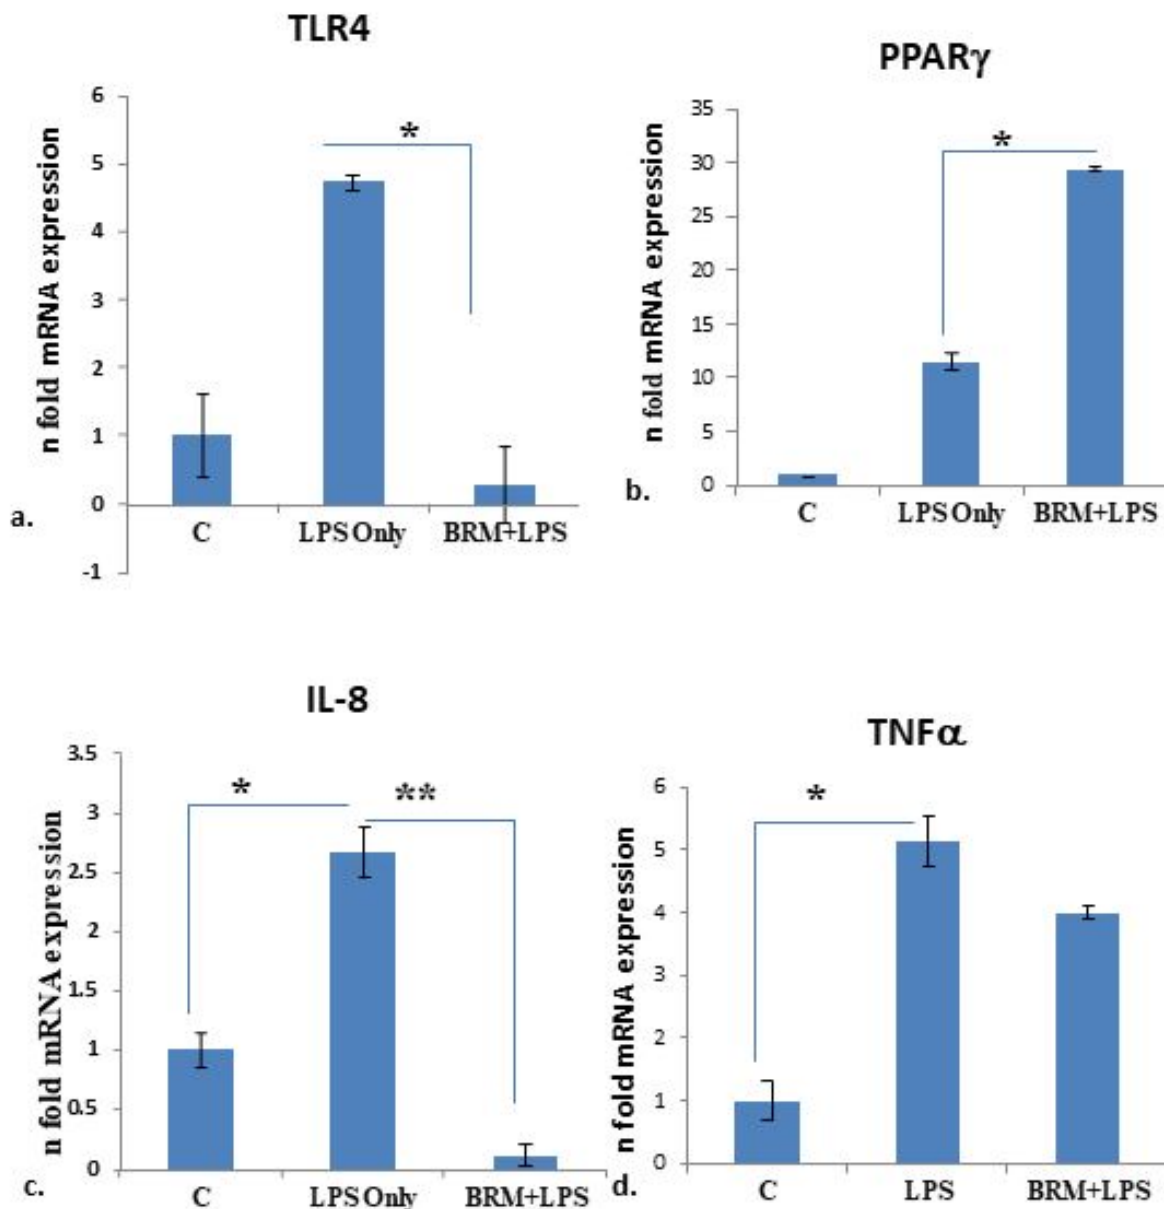 TLR4
n fold mRNA expression
6
5
4
3
2
1
0
-1
*
C
LPS Only
BRM+LPS
a.
PPARγ
n fold mRNA expression
35
30
25
20
15
10
5
0
*
C
LPS Only
BRM+LPS
b.
IL-8
n fold mRNA expression
3.5
3
2.5
2
1.5
1
0.5
0
*
**
C
LPS Only
BRM+LPS
c.
TNFα
n fold mRNA expression
6
5
4
3
2
1
0
*
C
LPS
BRM+LPS
d.